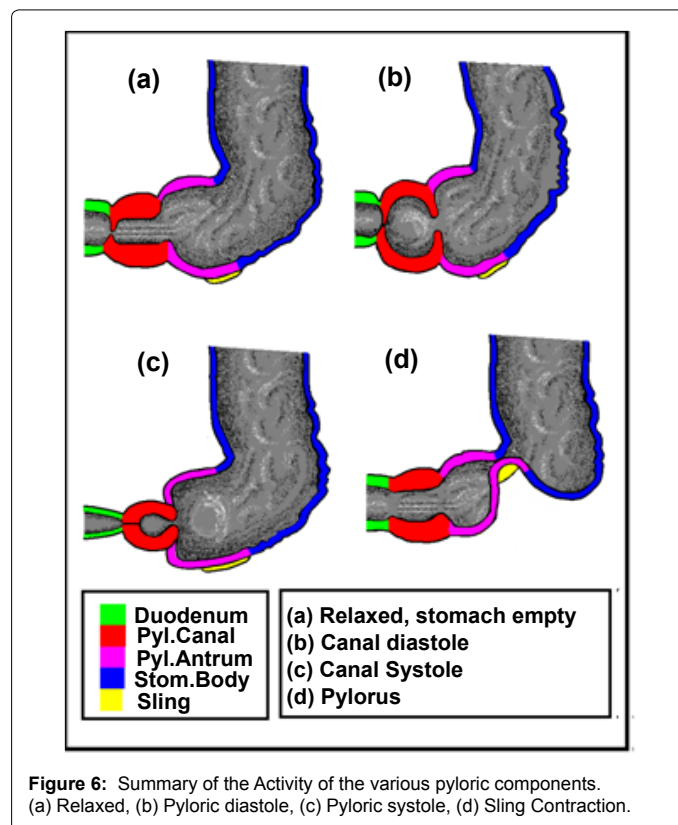 (a)
(b)
(c)
(d)
Duodenum
Pyl.Canal
Pyl.Antrum
Stom.Body
Sling
(a) Relaxed, stomach empty
(b) Canal diastole
(c) Canal Systole
(d) Pylorus
Figure 6: Summary of the Activity of the various pyloric components.
(a) Relaxed, (b) Pyloric diastole, (c) Pyloric systole, (d) Sling Contraction.